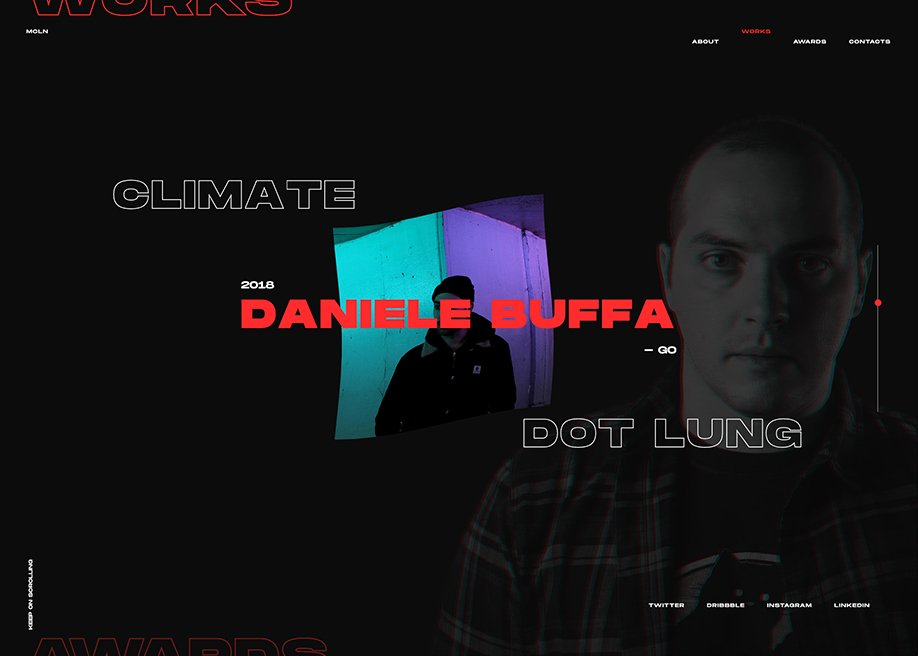 WORKS
MCLN
ABOUT
WORKS
AWARDS
CONTACTS
CLIMATE
2018
DANIELE BUFFA
— GO
DOT LUNG
KEEP ON SCROLLING
TWITTER
DRIBBBLE
INSTAGRAM
LINKEDIN
AWARDS